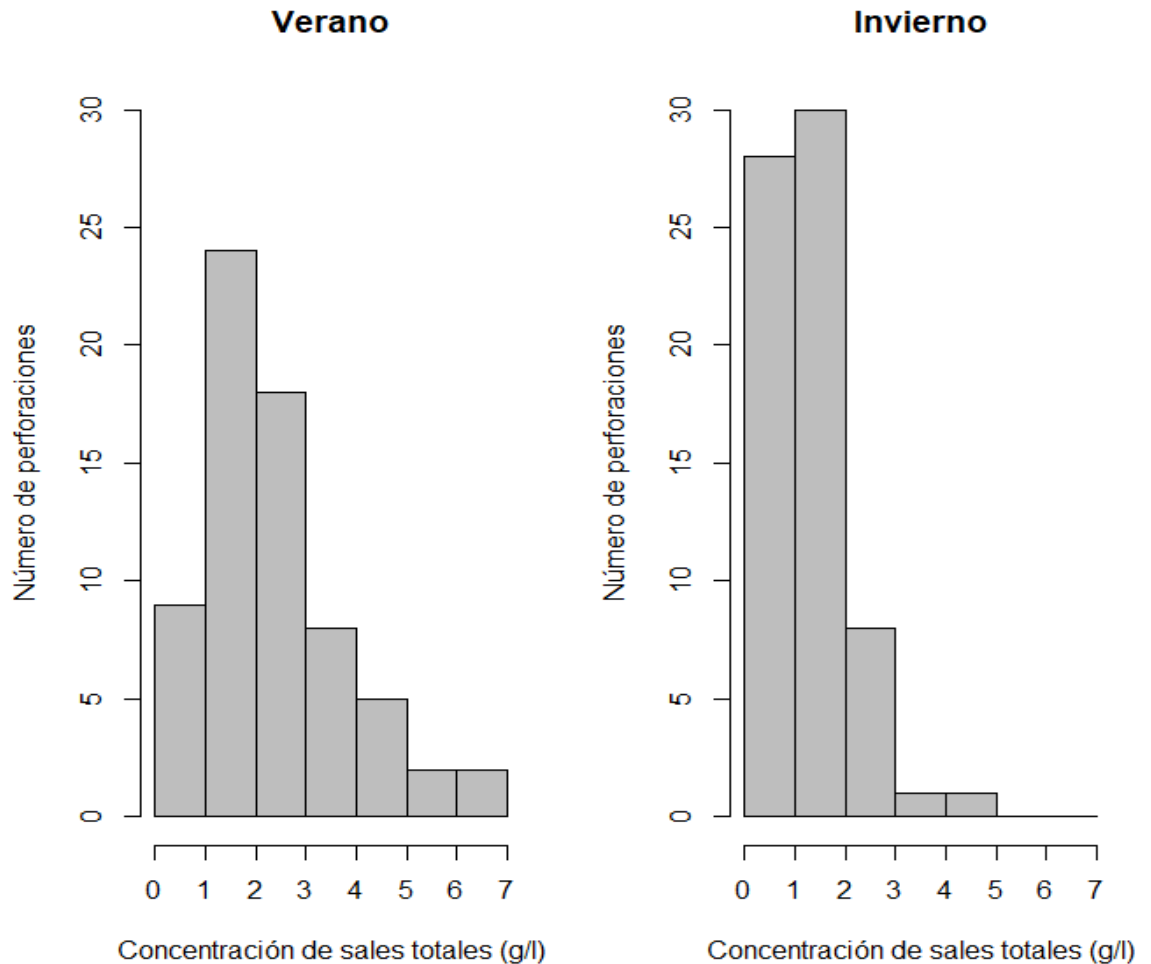 Verano
Número de perforaciones
30
25
20
15
10
5
0
0 1 2 3 4 5 6 7
Concentración de sales totales (g/l)
Invierno
Número de perforaciones
30
25
20
15
10
5
0
0 1 2 3 4 5 6 7
Concentración de sales totales (g/l)